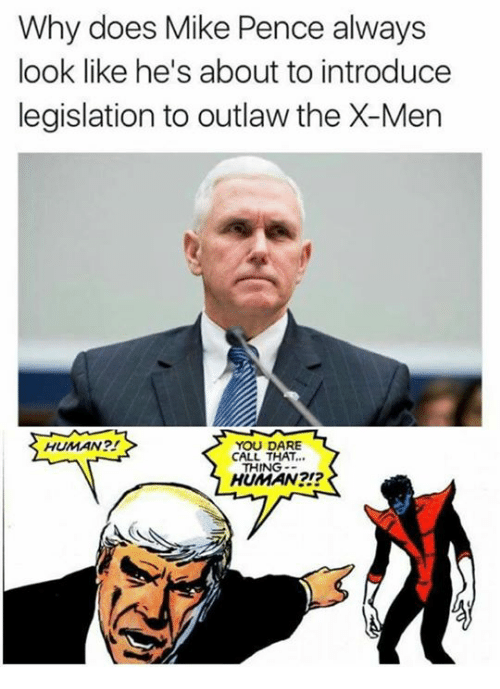 Why does Mike Pence always
look like he's about to introduce
legislation to outlaw the X-Men
HUMAN?!
YOU DARE
CALL THAT...
THING--
HUMAN?!?